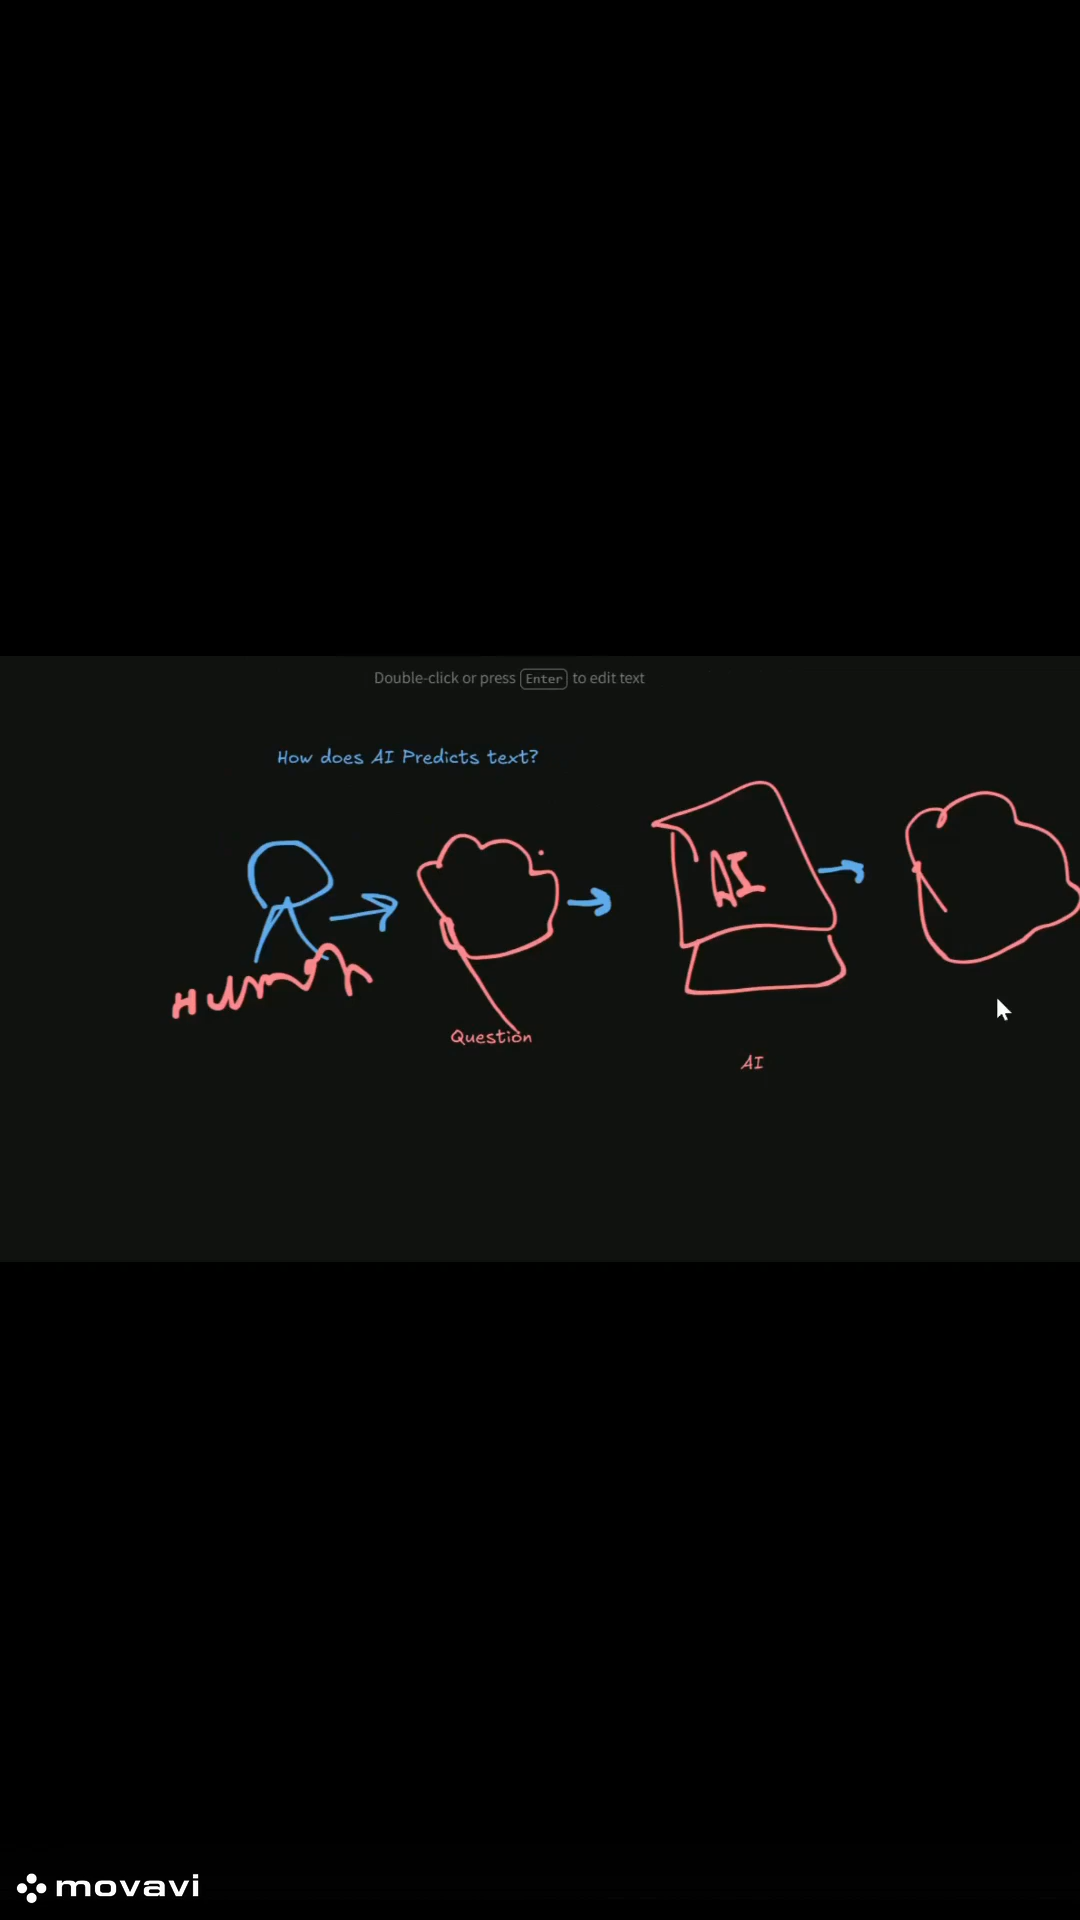 Double-click or press Enter to edit text
How does AI Predicts text?
AI
Human
Question
AI
movavi